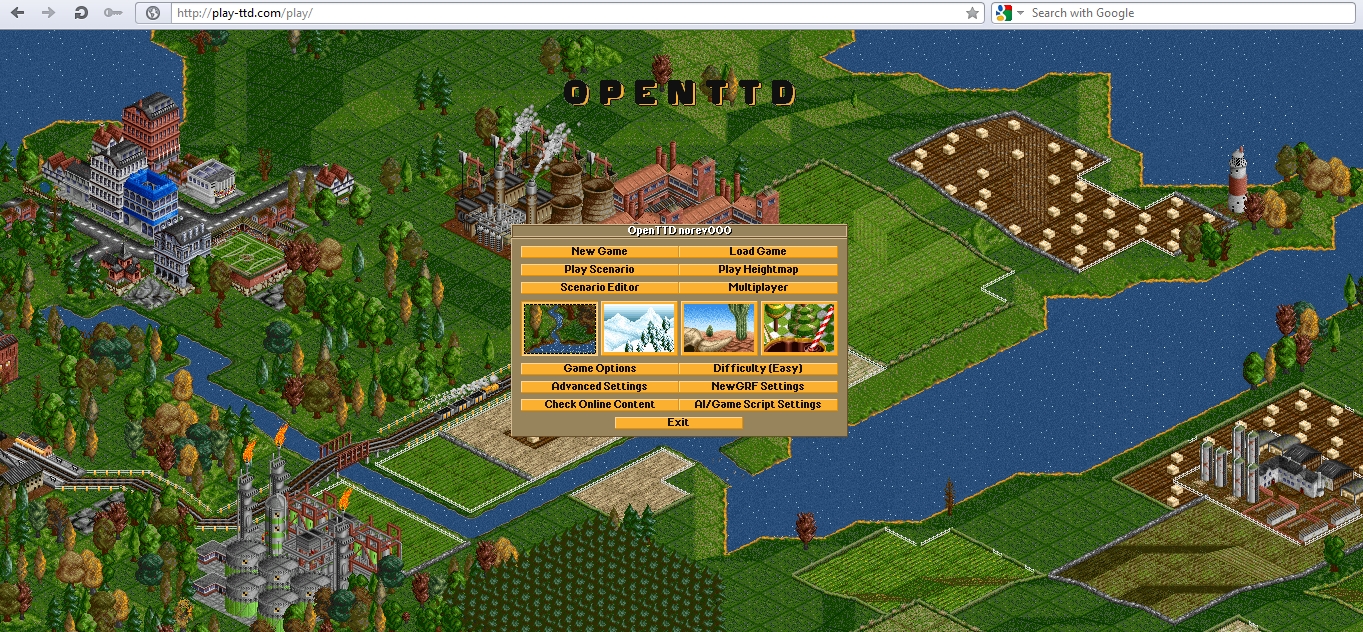 http://play-ttd.com/play/
Search with Google
OPENTTD
OpenTTD norev000
New Game
Load Game
Play Scenario
Play Heightmap
Scenario Editor
Multiplayer
Game Options
Difficulty (Easy)
Advanced Settings
NewGRF Settings
Check Online Content
AI/Game Script Settings
Exit